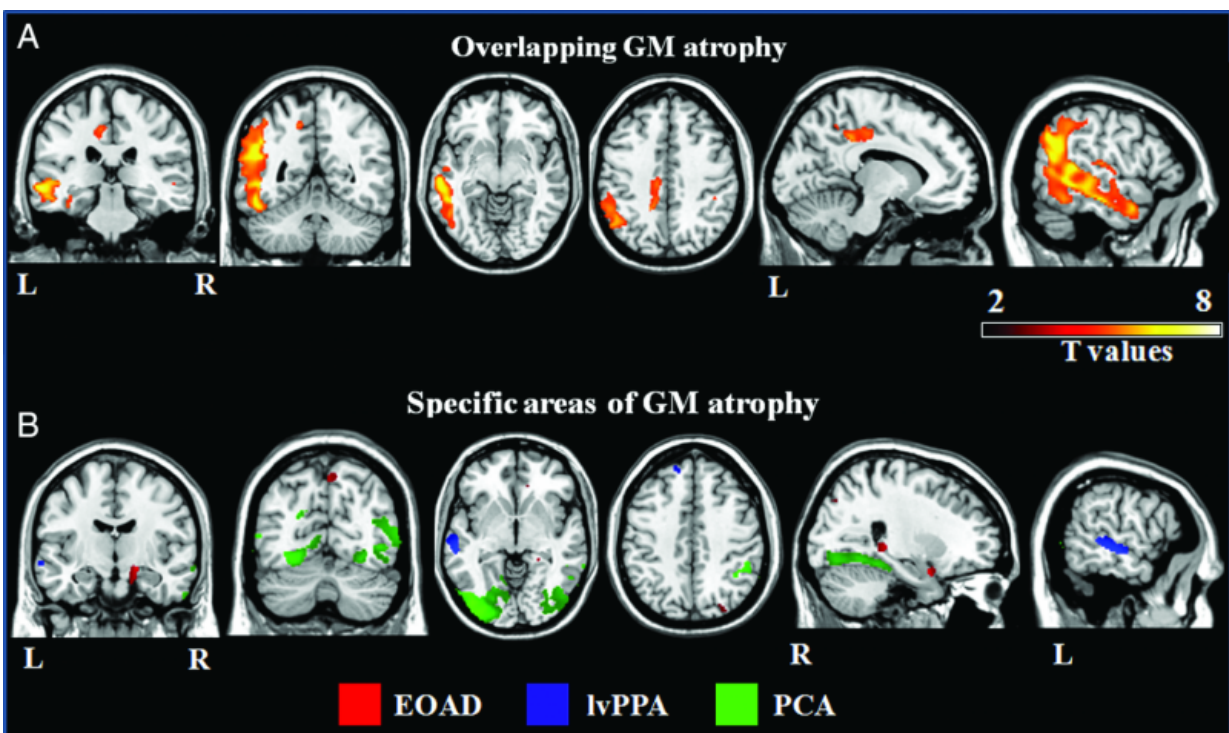 A
Overlapping GM atrophy
L R L
2 8
T values
Specific areas of GM atrophy
B
L R R L
EOAD lvPPA PCA